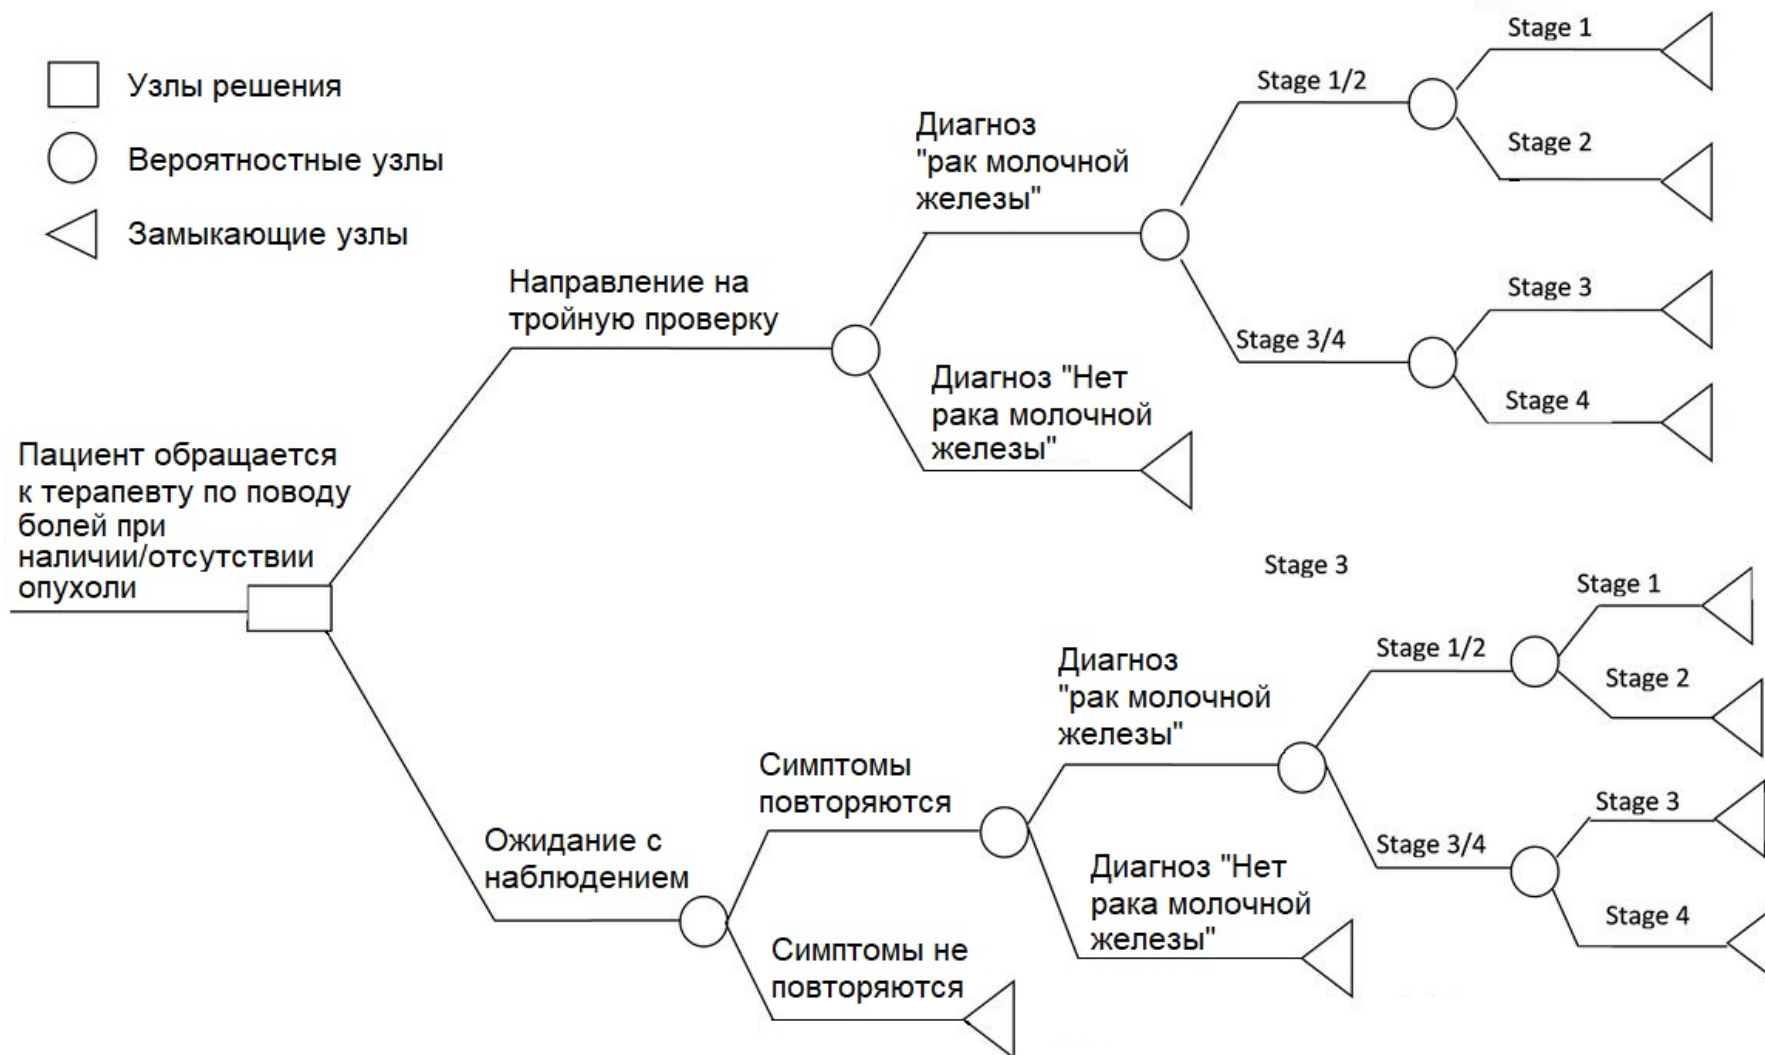 Узлы решения
Вероятностные узлы
Замыкающие узлы
Stage 1
Stage 1/2
Stage 2
Диагноз
"рак молочной
железы"
Направление на
тройную проверку
Stage 3
Stage 3/4
Stage 4
Диагноз "Нет
рака молочной
железы"
Пациент обращается
к терапевту по поводу
болей при
наличии/отсутствии
опухоли
Stage 3
Stage 1
Stage 1/2
Stage 2
Диагноз
"рак молочной
железы"
Симптомы
повторяются
Stage 3
Stage 3/4
Stage 4
Ожидание с
наблюдением
Диагноз "Нет
рака молочной
железы"
Симптомы не
повторяются